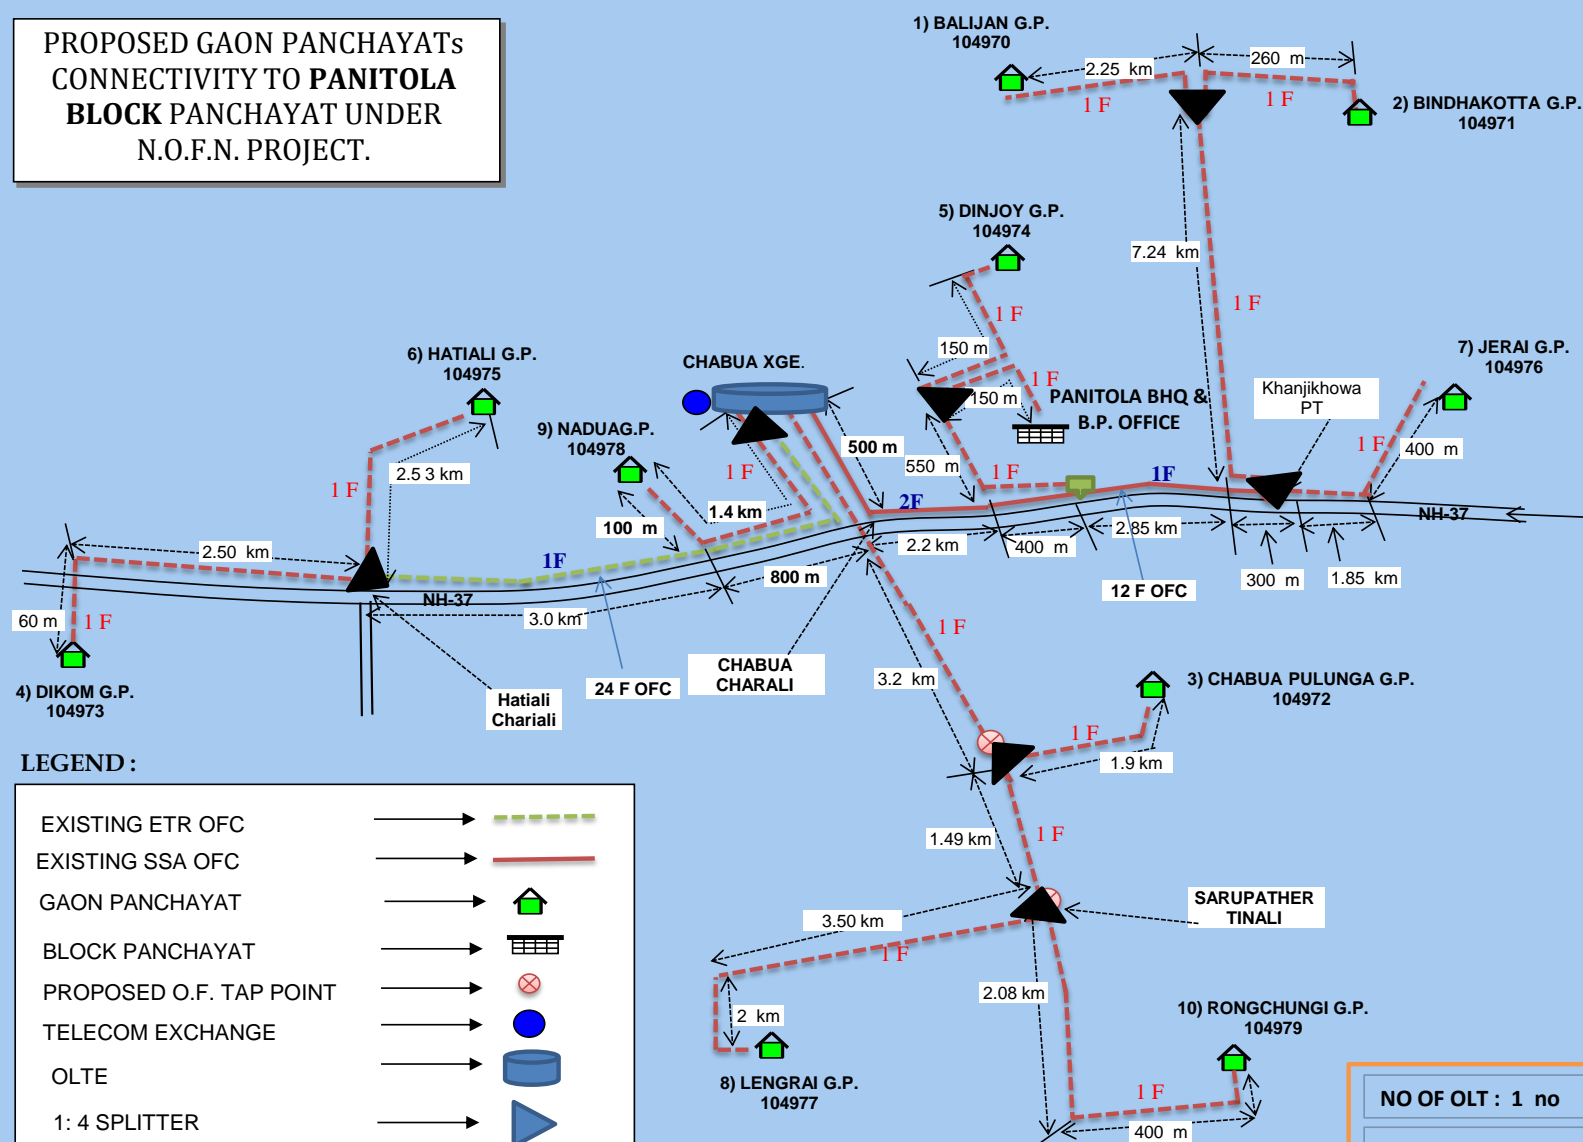 PROPOSED GAON PANCHAYATs
CONNECTIVITY TO PANITOLA
BLOCK PANCHAYAT UNDER
N.O.F.N. PROJECT.
1) BALIJAN G.P.
104970
2.25 km
260 m
1 F
1 F
2) BINDHAKOTTA G.P.
104971
5) DINJOY G.P.
104974
7.24 km
1 F
1 F
150 m
6) HATIALI G.P.
104975
CHABUA XGE.
7) JERAI G.P.
104976
1 F
150 m
PANITOLA BHQ &
B.P. OFFICE
Khanjikhowa
PT
9) NADUAG.P.
104978
500 m
550 m
400 m
2.5 3 km
1 F
1 F
1 F
1F
1 F
1.4 km
2F
100 m
NH-37
2.50 km
1F
2.2 km
400 m
2.85 km
800 m
300 m
1.85 km
12 F OFC
NH-37
3.0 km
60 m
1 F
1 F
CHABUA
CHARALI
3.2 km
24 F OFC
Hatiali
Chariali
4) DIKOM G.P.
104973
3) CHABUA PULUNGA G.P.
104972
1 F
1.9 km
LEGEND :
EXISTING ETR OFC
EXISTING SSA OFC
GAON PANCHAYAT
BLOCK PANCHAYAT
PROPOSED O.F. TAP POINT
TELECOM EXCHANGE
OLTE
1: 4 SPLITTER
1.49 km
1 F
SARUPATHER
TINALI
3.50 km
1 F
2.08 km
2 km
8) LENGRAI G.P.
104977
10) RONGCHUNGI G.P.
104979
1 F
400 m
NO OF OLT : 1 no